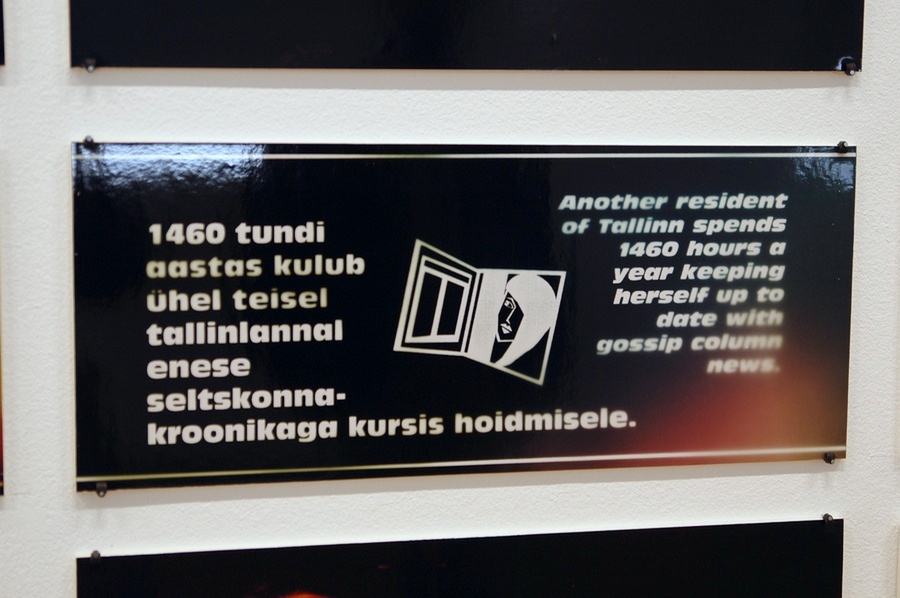 1460 tundi
aastas kulub
ühel teisel
tallinlannal
enese
seltskonna-
kroonikaga kursis hoidmisele.
Another resident
of Tallinn spends
1460 hours a
year keeping
herself up to
date with
gossip column
news.